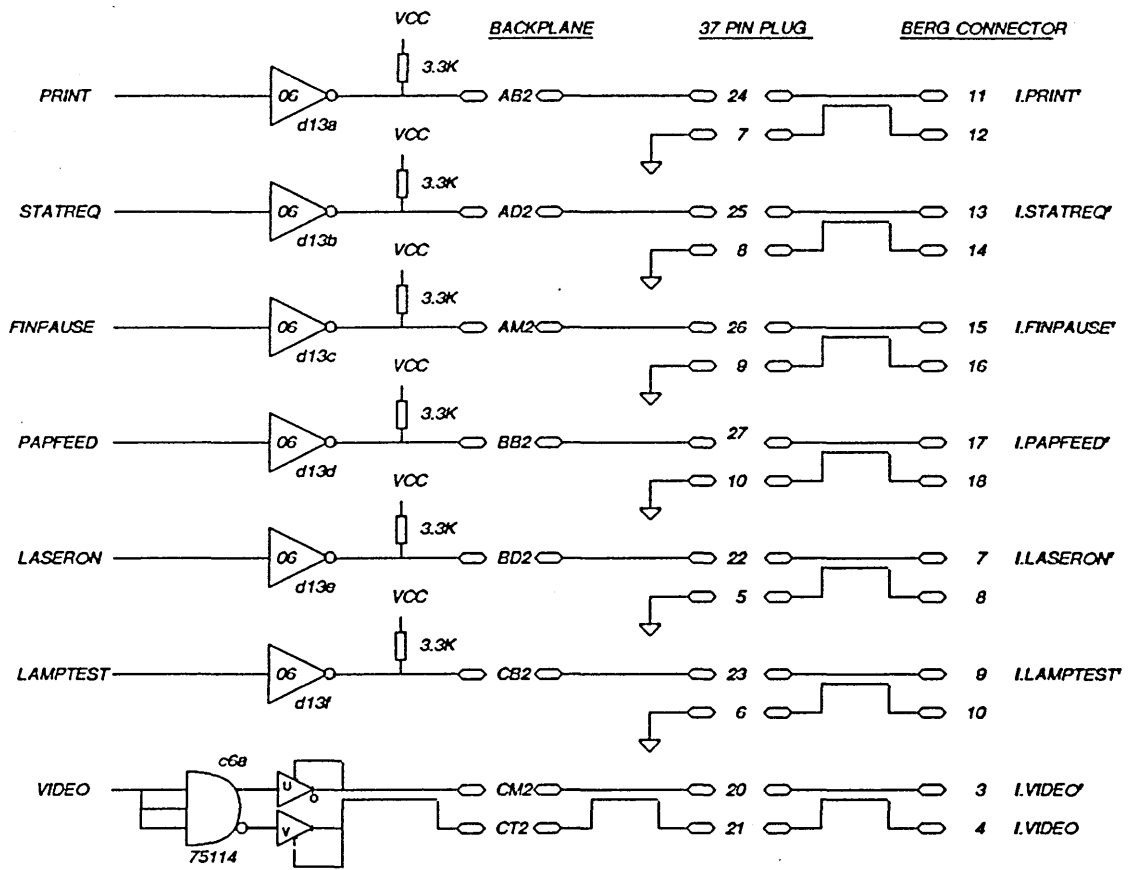 VCC BACKPLANE 37 PIN PLUG BERG CONNECTOR
3.3K
PRINT 06 AB2 24 11 I.PRINT'
d13a 7 12
VCC
3.3K
STATREQ 06 AD2 25 13 I.STATREQ'
d13b 8 14
VCC
3.3K
FINPAUSE 06 AM2 26 15 I.FINPAUSE'
d13c 9 16
VCC
3.3K
PAPFEED 06 BB2 27 17 I.PAPFEED'
d13d 10 18
VCC
3.3K
LASERON 06 BD2 22 7 I.LASERON'
d13e 5 8
VCC
3.3K
LAMPTEST 06 CB2 23 9 I.LAMPTEST'
d13f 6 10
c6a
VIDEO U CM2 20 3 I.VIDEO'
V CT2 21 4 I.VIDEO
75114